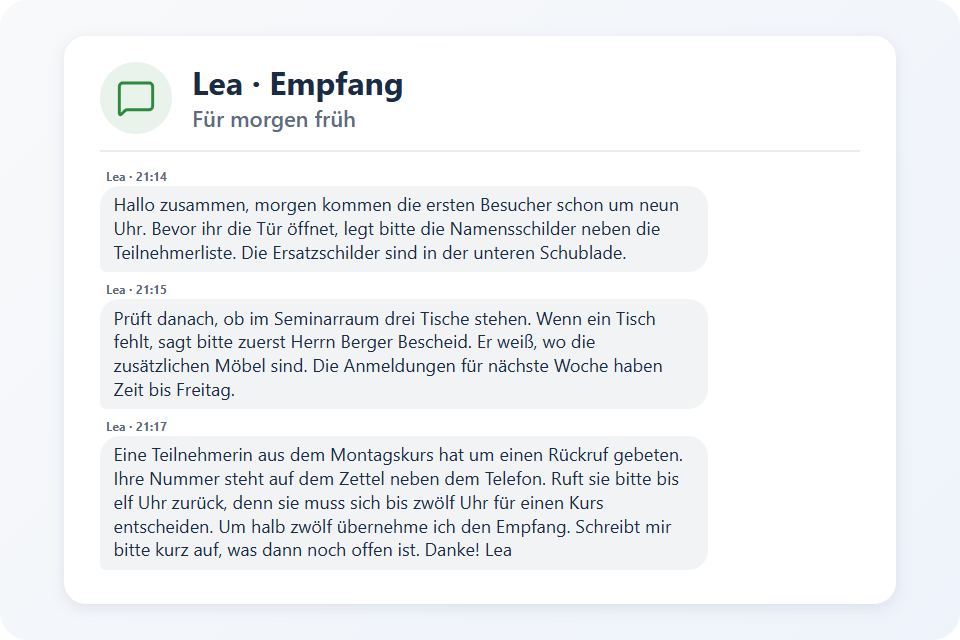 Lea · Empfang
Für morgen früh
Lea · 21:14
Hallo zusammen, morgen kommen die ersten Besucher schon um neun
Uhr. Bevor ihr die Tür öffnet, legt bitte die Namensschilder neben die
Teilnehmerliste. Die Ersatzschilder sind in der unteren Schublade.
Lea · 21:15
Prüft danach, ob im Seminarraum drei Tische stehen. Wenn ein Tisch
fehlt, sagt bitte zuerst Herrn Berger Bescheid. Er weiß, wo die
zusätzlichen Möbel sind. Die Anmeldungen für nächste Woche haben
Zeit bis Freitag.
Lea · 21:17
Eine Teilnehmerin aus dem Montagskurs hat um einen Rückruf gebeten.
Ihre Nummer steht auf dem Zettel neben dem Telefon. Ruft sie bitte bis
elf Uhr zurück, denn sie muss sich bis zwölf Uhr für einen Kurs
entscheiden. Um halb zwölf übernehme ich den Empfang. Schreibt mir
bitte kurz auf, was dann noch offen ist. Danke! Lea